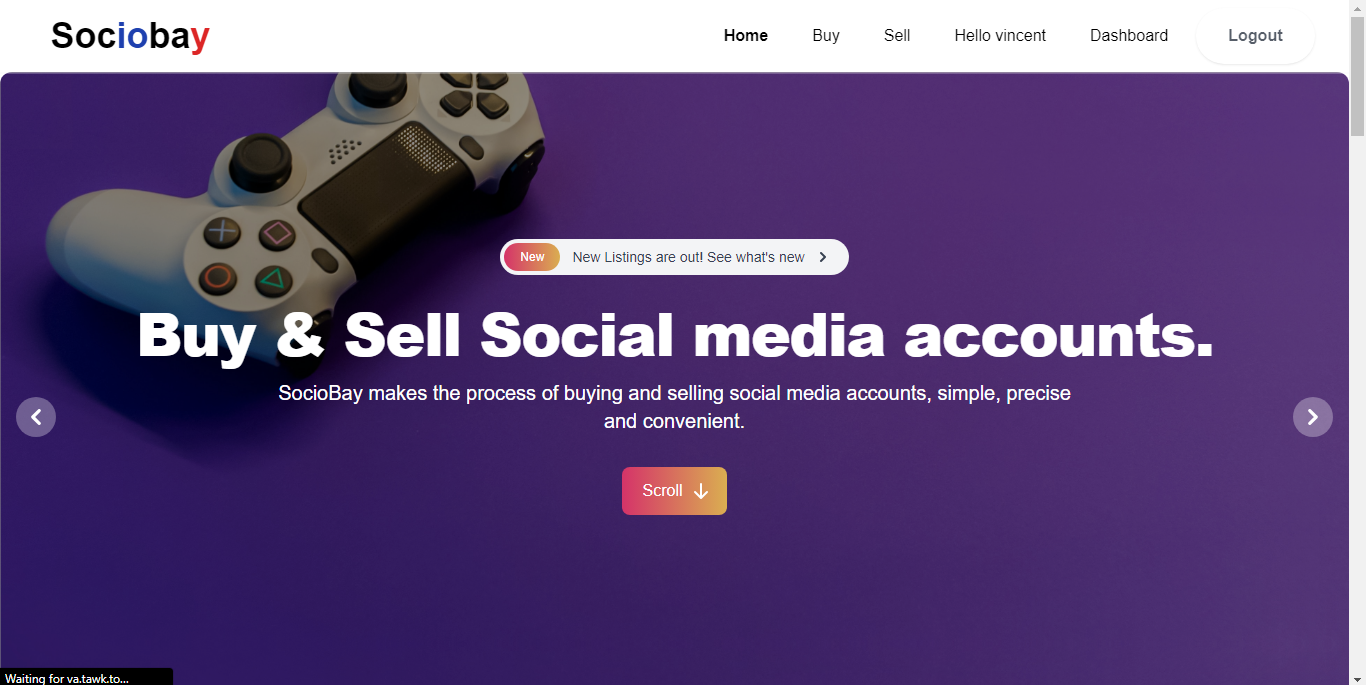 Sociobay
Home Buy Sell Hello vincent Dashboard Logout
New New Listings are out! See what's new
Buy & Sell Social media accounts.
SocioBay makes the process of buying and selling social media accounts, simple, precise
and convenient.
Scroll
Waiting for va.tawk.to...